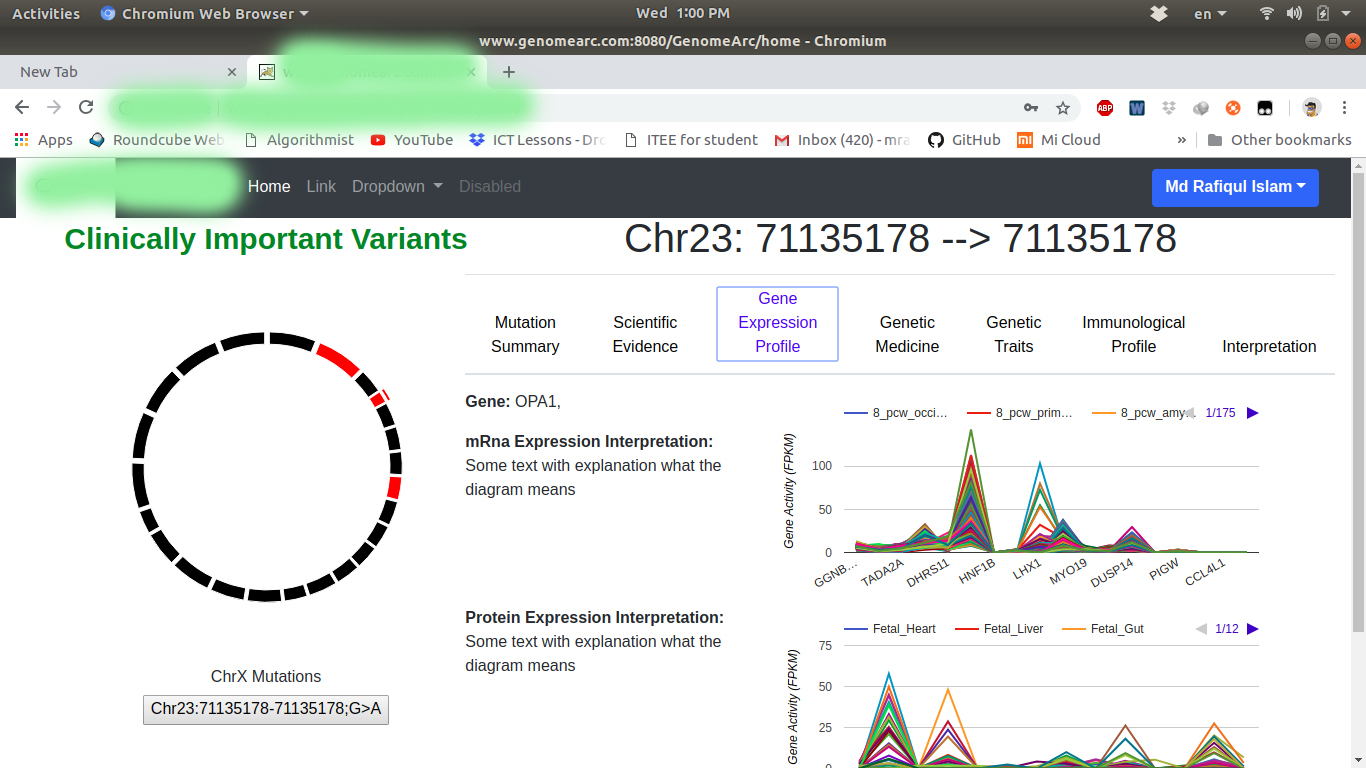 Activities Chromium Web Browser Wed 1:00 PM en
www.genomearc.com:8080/GenomeArc/home - Chromium
New Tab
ABP W
Apps Roundcube Web Algorithmist YouTube ICT Lessons - Dro ITEE for student Inbox (420) - mra GitHub Mi Cloud » Other bookmarks
Home Link Dropdown Disabled Md Rafiqul Islam
Clinically Important Variants
Chr23: 71135178 --> 71135178
Mutation Summary
Scientific Evidence
Gene Expression Profile
Genetic Medicine
Genetic Traits
Immunological Profile
Interpretation
Gene: OPA1,
mRna Expression Interpretation:
Some text with explanation what the
diagram means
8_pcw_occi… 8_pcw_prim… 8_pcw_amy… 1/175
Gene Activity (FPKM)
100
50
0
GGNB… TADA2A DHRS11 HNF1B LHX1 MYO19 DUSP14 PIGW CCL4L1
Protein Expression Interpretation:
Some text with explanation what the
diagram means
Fetal_Heart Fetal_Liver Fetal_Gut 1/12
Gene Activity (FPKM)
75
50
25
0
ChrX Mutations
Chr23:71135178-71135178;G>A